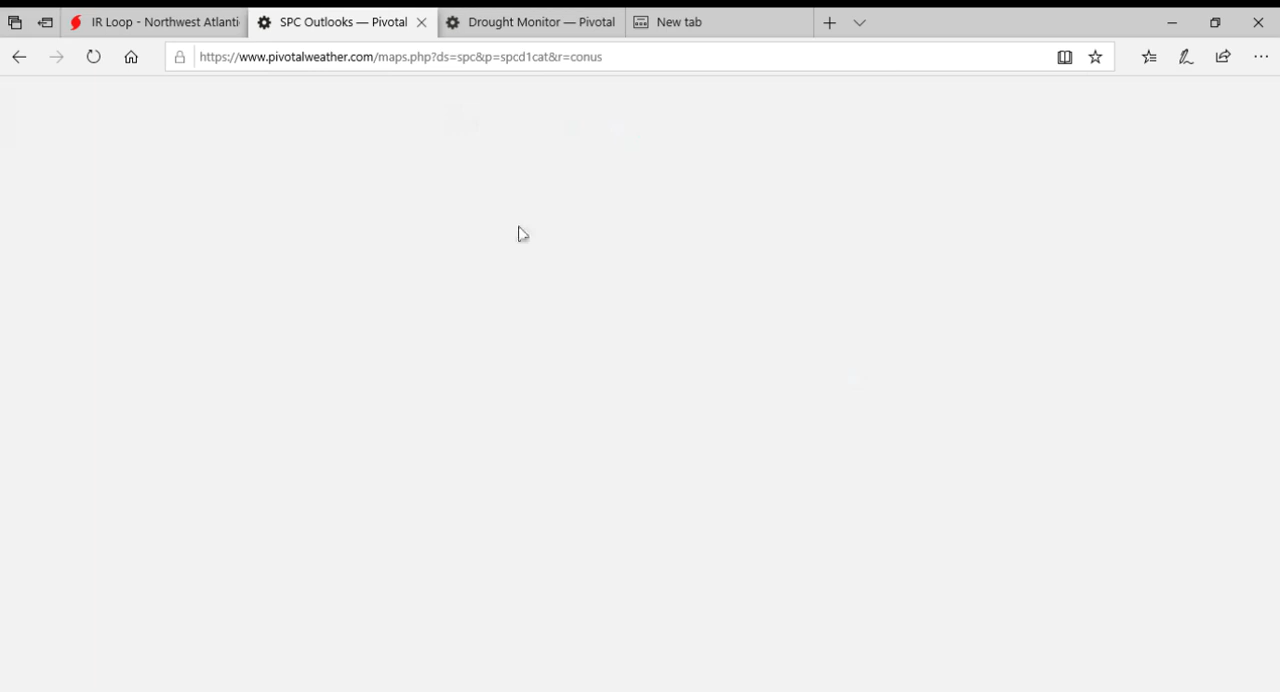 IR Loop - Northwest Atlanti
SPC Outlooks — Pivotal
Drought Monitor — Pivotal
New tab
https://www.pivotalweather.com/maps.php?ds=spc&p=spcd1cat&r=conus